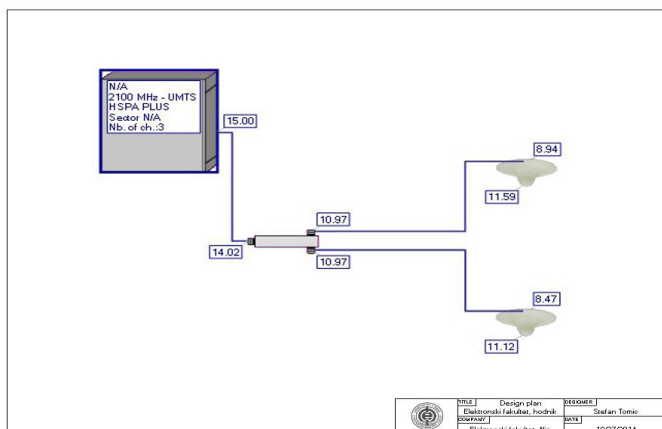 N/A
2100 MHz - UMTS
HSPA PLUS
Sector N/A
Nb. of ch.:3
15.00
8.94
11.59
10.97
14.02
10.97
8.47
11.12
TITLE Design plan
DESIGNER
Elektronski fakultet, hodnik
Stefan Tomic
COMPANY
DATE